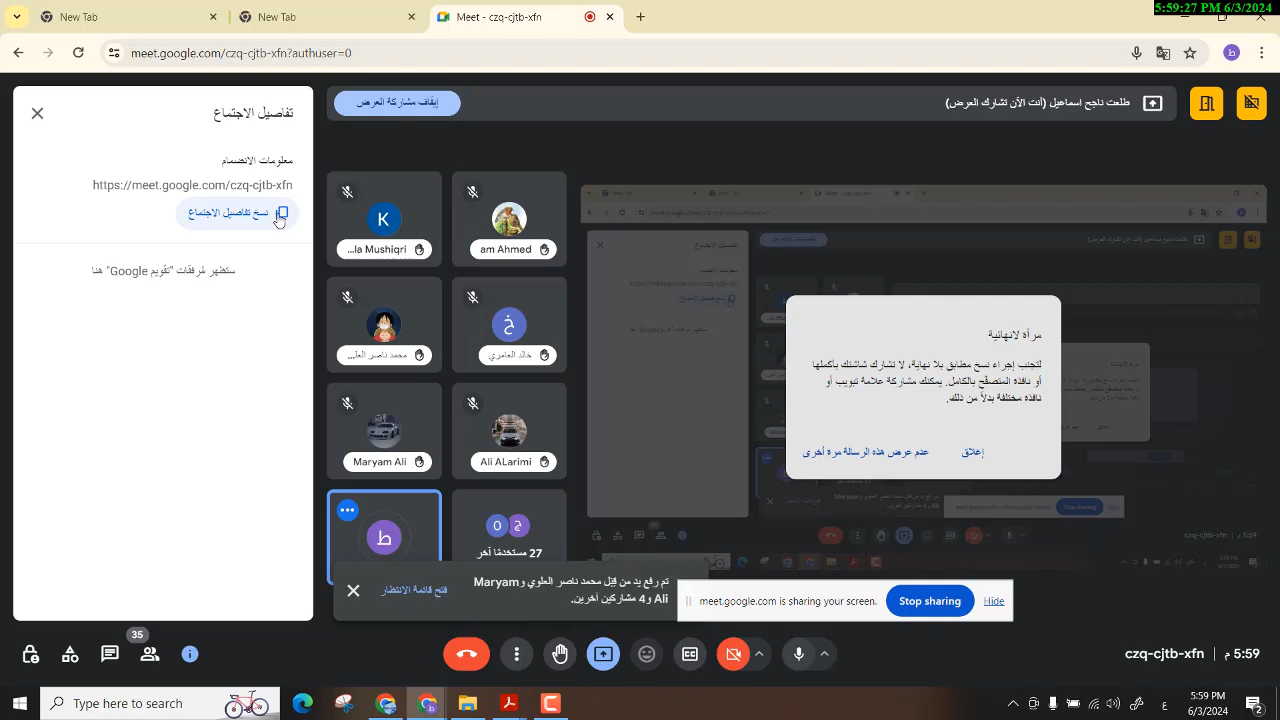 5:59:27 PM 6/3/2024
New Tab
New Tab
Meet - czq-cjtb-xfn
meet.google.com/czq-cjtb-xfn?authuser=0
ط
تفاصيل الاجتماع
معلومات الانضمام
https://meet.google.com/czq-cjtb-xfn
نسخ تفاصيل الاجتماع
ستظهر مُرفقات "تقويم Google" هنا
طلعت ناجح اسماعيل (أنت الآن تشارك العرض)
إيقاف مشاركة العرض
K
...la Mushiqri
am Ahmed
خ
محمد ناصر العل...
خالد العامري
Maryam Ali
Ali ALarimi
ط
O
ج
27 مستخدمًا آخر
مرآة لانهائية
لتجنب إجراء نسخ مطابق بلا نهاية، لا تشارك شاشتك بأكملها
أو نافذة المتصفّح بالكامل. يمكنك مشاركة علامة تبويب أو
نافذة مختلفة بدلاً من ذلك.
إغلاق
عدم عرض هذه الرسالة مرة أخرى
تم رفع يد من قِبل محمد ناصر العلوي وMaryam
Ali و4 مشاركين آخرين.
فتح قائمة الانتظار
meet.google.com is sharing your screen.
Stop sharing
Hide
35
czq-cjtb-xfn
5:59 م
Type here to search
ع
5:59 PM
6/3/2024
2